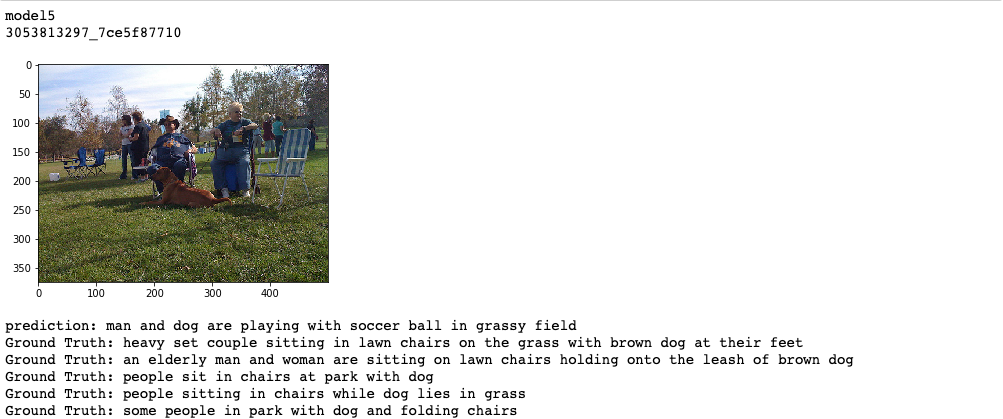 model5
3053813297_7ce5f87710
0
50
100
150
200
250
300
350
0 100 200 300 400
prediction: man and dog are playing with soccer ball in grassy field
Ground Truth: heavy set couple sitting in lawn chairs on the grass with brown dog at their feet
Ground Truth: an elderly man and woman are sitting on lawn chairs holding onto the leash of brown dog
Ground Truth: people sit in chairs at park with dog
Ground Truth: people sitting in chairs while dog lies in grass
Ground Truth: some people in park with dog and folding chairs